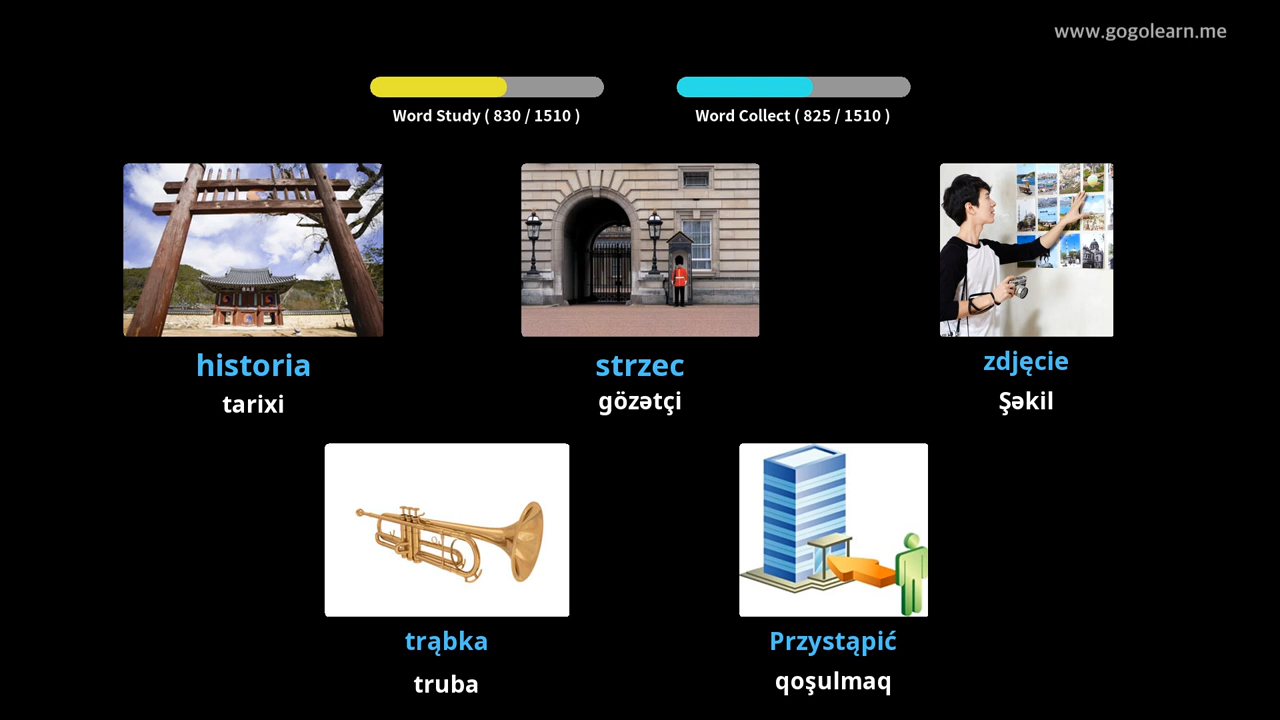 www.gogolearn.me
Word Study ( 830 / 1510 )
Word Collect ( 825 / 1510 )
historia
tarixi
strzec
gözətçi
zdjęcie
Şəkil
trąbka
truba
Przystąpić
qoşulmaq